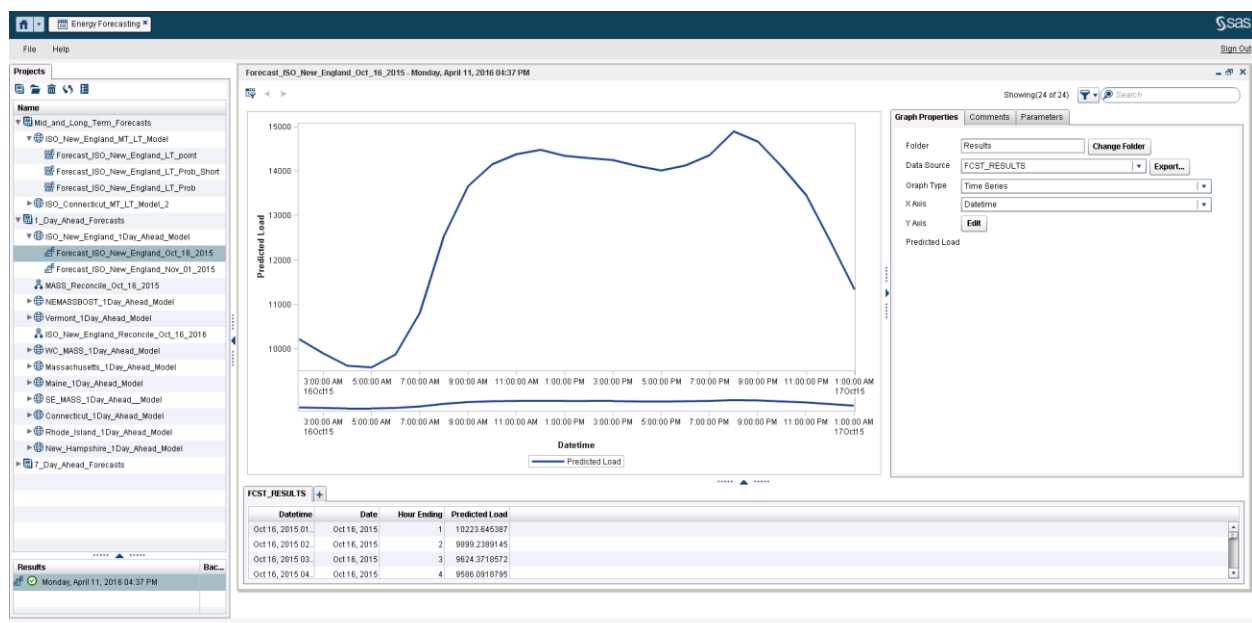 Energy Forecasting
sas
File Help
Sign Out
Projects
Name
Mid_and_Long_Term_Forecasts
ISO_New_England_MT_LT_Model
Forecast_ISO_New_England_LT_point
Forecast_ISO_New_England_LT_Prob_Short
Forecast_ISO_New_England_LT_Prob
ISO_Connecticut_MT_LT_Model_2
1_Day_Ahead_Forecasts
ISO_New_England_1Day_Ahead_Model
Forecast_ISO_New_England_Oct_16_2015
Forecast_ISO_New_England_Nov_01_2015
MASS_Reconcile_Oct_16_2015
NEMASSBOST_1Day_Ahead_Model
Vermont_1Day_Ahead_Model
ISO_New_England_Reconcile_Oct_16_2016
WC_MASS_1Day_Ahead_Model
Massachusetts_1Day_Ahead_Model
Maine_1Day_Ahead_Model
SE_MASS_1Day_Ahead__Model
Connecticut_1Day_Ahead_Model
Rhode_Island_1Day_Ahead_Model
New_Hampshire_1Day_Ahead_Model
7_Day_Ahead_Forecasts
Results Bac...
Monday, April 11, 2016 04:37 PM
Forecast_ISO_New_England_Oct_16_2015 - Monday, April 11, 2016 04:37 PM
Showing(24 of 24) Search
15000
14000
13000
12000
11000
10000
Predicted Load
3:00:00 AM 5:00:00 AM 7:00:00 AM 9:00:00 AM 11:00:00 AM 1:00:00 PM 3:00:00 PM 5:00:00 PM 7:00:00 PM 9:00:00 PM 11:00:00 PM 1:00:00 AM
16Oct15 17Oct15
3:00:00 AM 5:00:00 AM 7:00:00 AM 9:00:00 AM 11:00:00 AM 1:00:00 PM 3:00:00 PM 5:00:00 PM 7:00:00 PM 9:00:00 PM 11:00:00 PM 1:00:00 AM
16Oct15 17Oct15
Datetime
Predicted Load
Graph Properties Comments Parameters
Folder Results Change Folder
Data Source FCST_RESULTS Export...
Graph Type Time Series
X Axis Datetime
Y Axis Edit
Predicted Load
FCST_RESULTS +
Datetime Date Hour Ending Predicted Load
Oct 16, 2015 01... Oct 16, 2015 1 10223.645387
Oct 16, 2015 02... Oct 16, 2015 2 9899.2389145
Oct 16, 2015 03... Oct 16, 2015 3 9624.3718572
Oct 16, 2015 04... Oct 16, 2015 4 9586.0918795